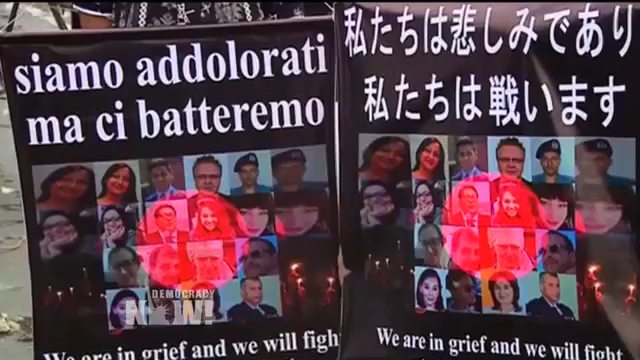 siamo addolorati
ma ci batteremo
We are in grief and we will fight
私たちは悲しみであり
私たちは戦います
We are in grief and we will fight
DEMOCRACY
NOW!